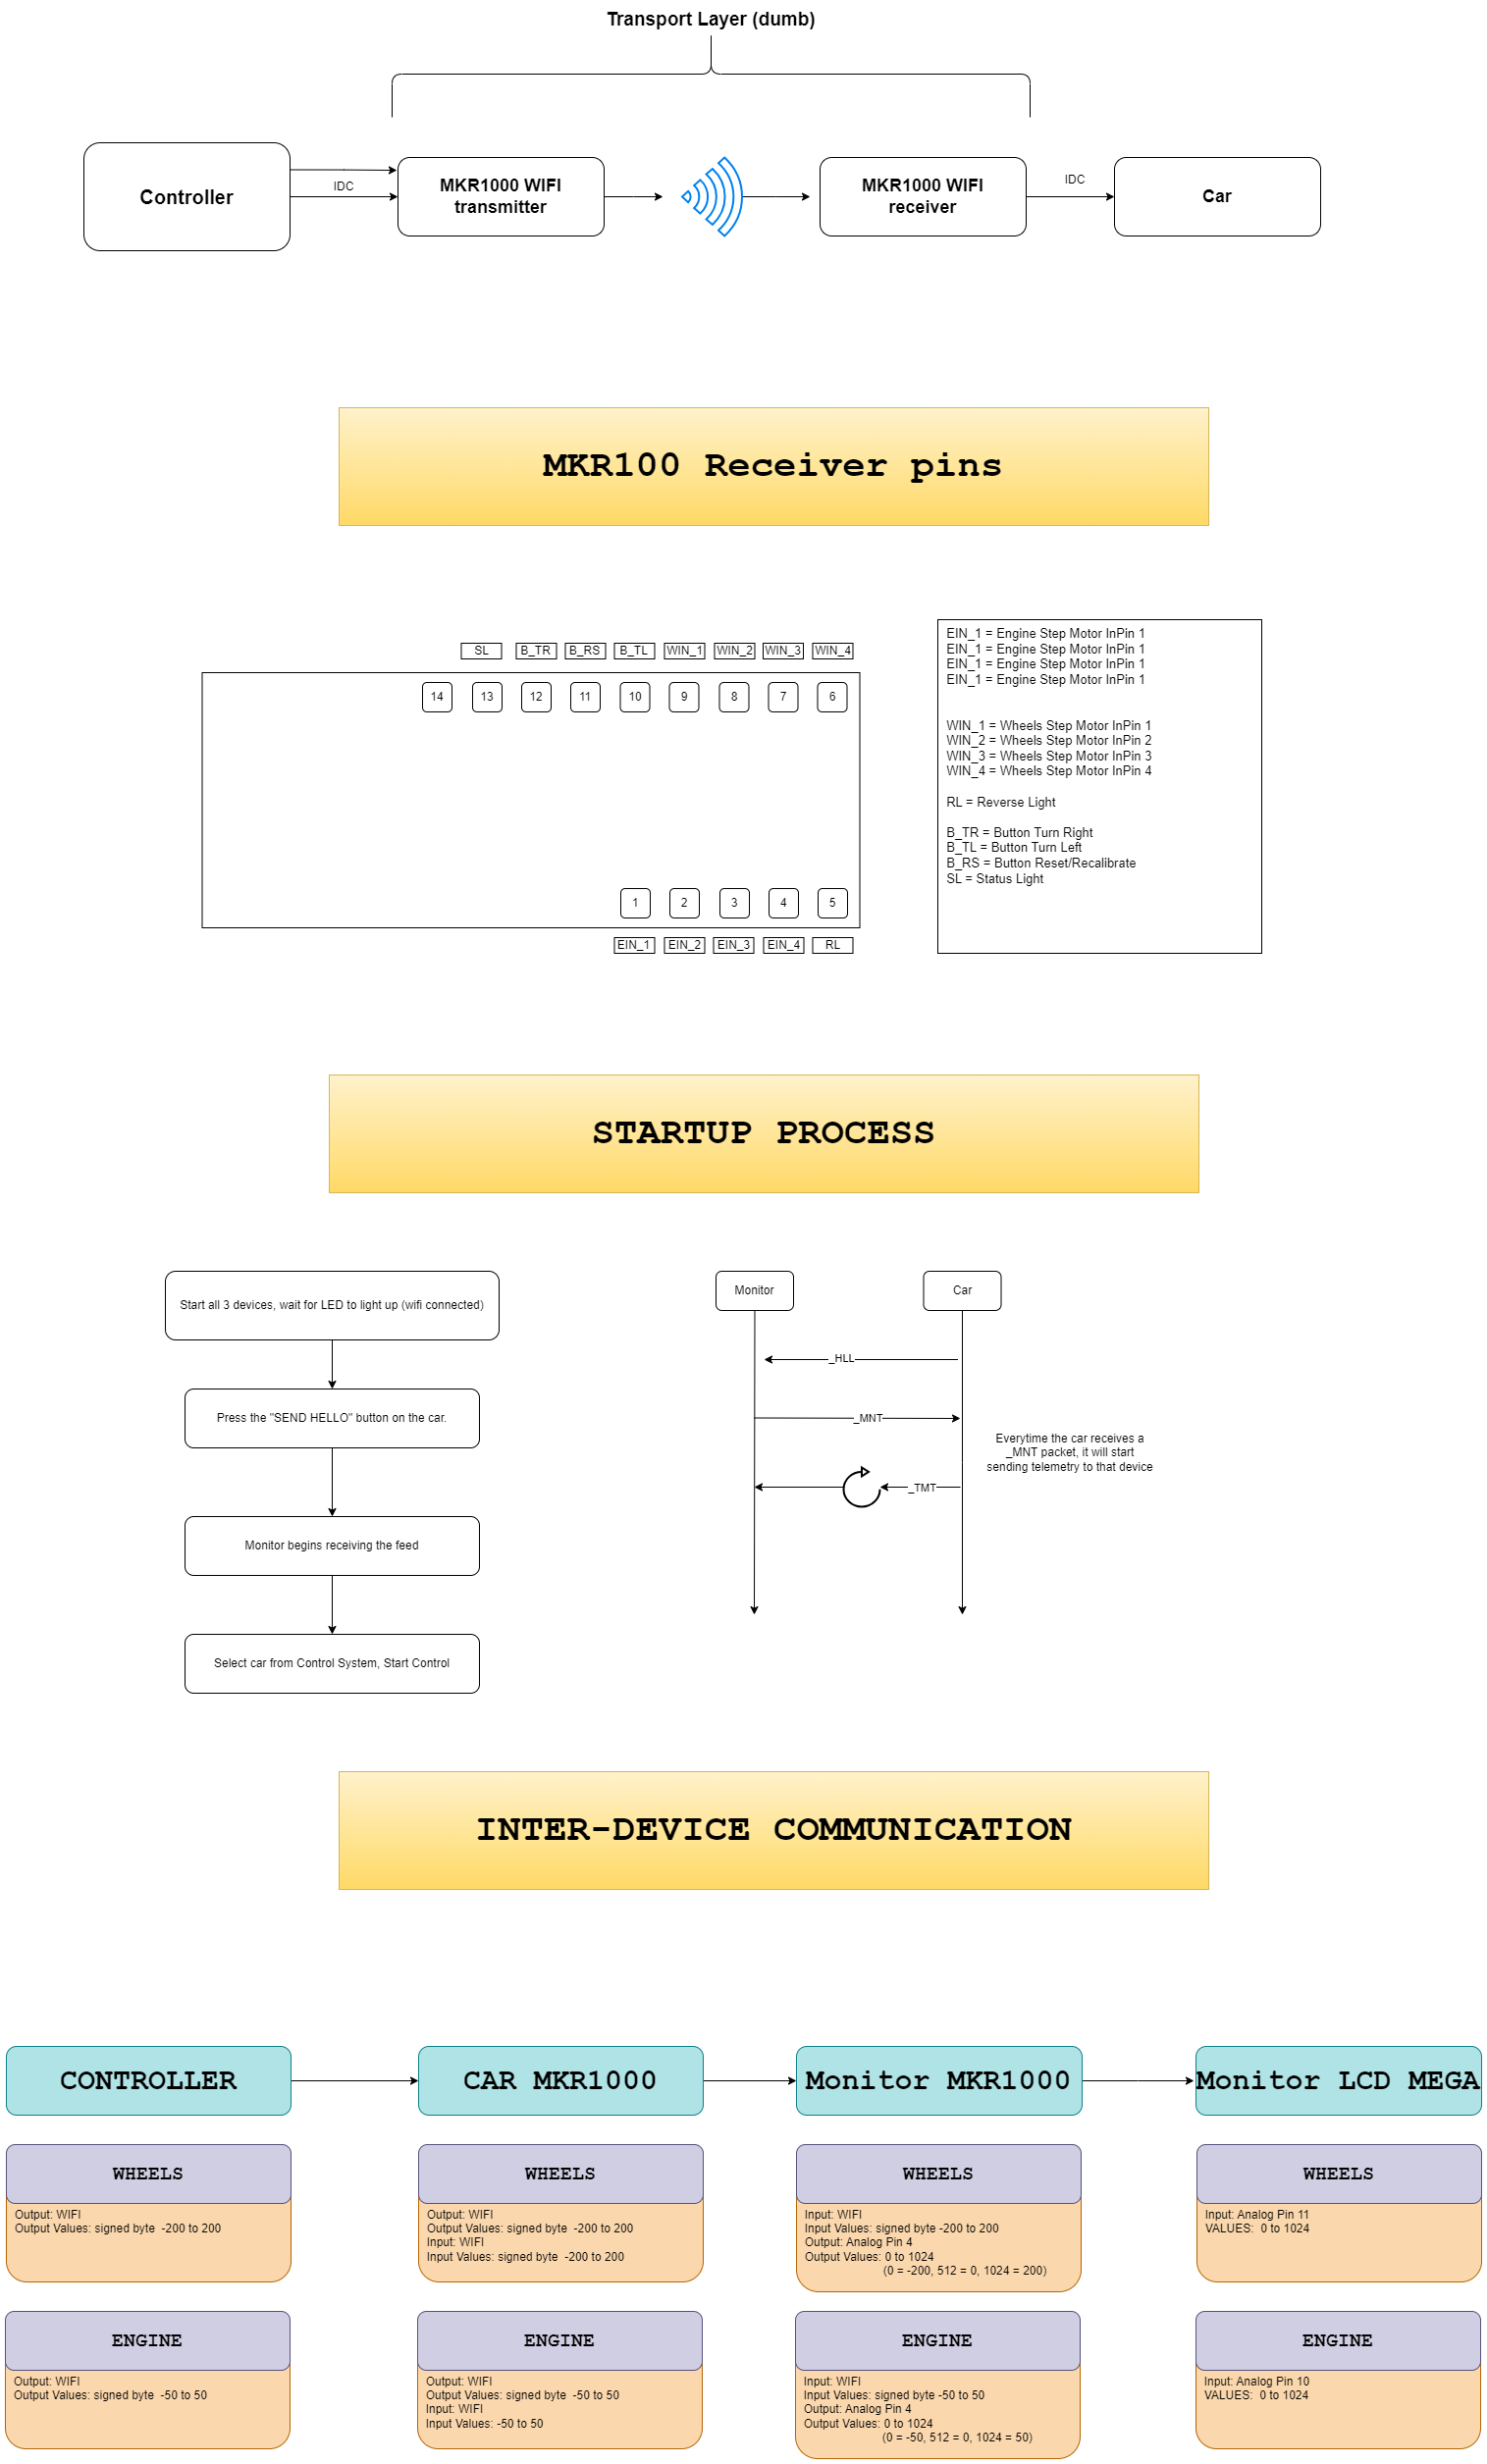 Transport Layer (dumb)
Controller
IDC
MKR1000 WIFI
transmitter
MKR1000 WIFI
receiver
IDC
Car
MKR100 Receiver pins
SL
B_TR
B_RS
B_TL
WIN_1
WIN_2
WIN_3
WIN_4
14
13
12
11
10
9
8
7
6
1
2
3
4
5
EIN_1
EIN_2
EIN_3
EIN_4
RL
EIN_1 = Engine Step Motor InPin 1
EIN_1 = Engine Step Motor InPin 1
EIN_1 = Engine Step Motor InPin 1
EIN_1 = Engine Step Motor InPin 1
WIN_1 = Wheels Step Motor InPin 1
WIN_2 = Wheels Step Motor InPin 2
WIN_3 = Wheels Step Motor InPin 3
WIN_4 = Wheels Step Motor InPin 4
RL = Reverse Light
B_TR = Button Turn Right
B_TL = Button Turn Left
B_RS = Button Reset/Recalibrate
SL = Status Light
STARTUP PROCESS
Start all 3 devices, wait for LED to light up (wifi connected)
Press the "SEND HELLO" button on the car.
Monitor begins receiving the feed
Select car from Control System, Start Control
Monitor
Car
_HLL
_MNT
_TMT
Everytime the car receives a
_MNT packet, it will start
sending telemetry to that device
INTER-DEVICE COMMUNICATION
CONTROLLER
CAR MKR1000
Monitor MKR1000
Monitor LCD MEGA
WHEELS
Output: WIFI
Output Values: signed byte  -200 to 200
WHEELS
Output: WIFI
Output Values: signed byte  -200 to 200
Input: WIFI
Input Values: signed byte  -200 to 200
WHEELS
Input: WIFI
Input Values: signed byte -200 to 200
Output: Analog Pin 4
Output Values: 0 to 1024
(0 = -200, 512 = 0, 1024 = 200)
WHEELS
Input: Analog Pin 11
VALUES:  0 to 1024
ENGINE
Output: WIFI
Output Values: signed byte  -50 to 50
ENGINE
Output: WIFI
Output Values: signed byte  -50 to 50
Input: WIFI
Input Values: -50 to 50
ENGINE
Input: WIFI
Input Values: signed byte -50 to 50
Output: Analog Pin 4
Output Values: 0 to 1024
(0 = -50, 512 = 0, 1024 = 50)
ENGINE
Input: Analog Pin 10
VALUES:  0 to 1024